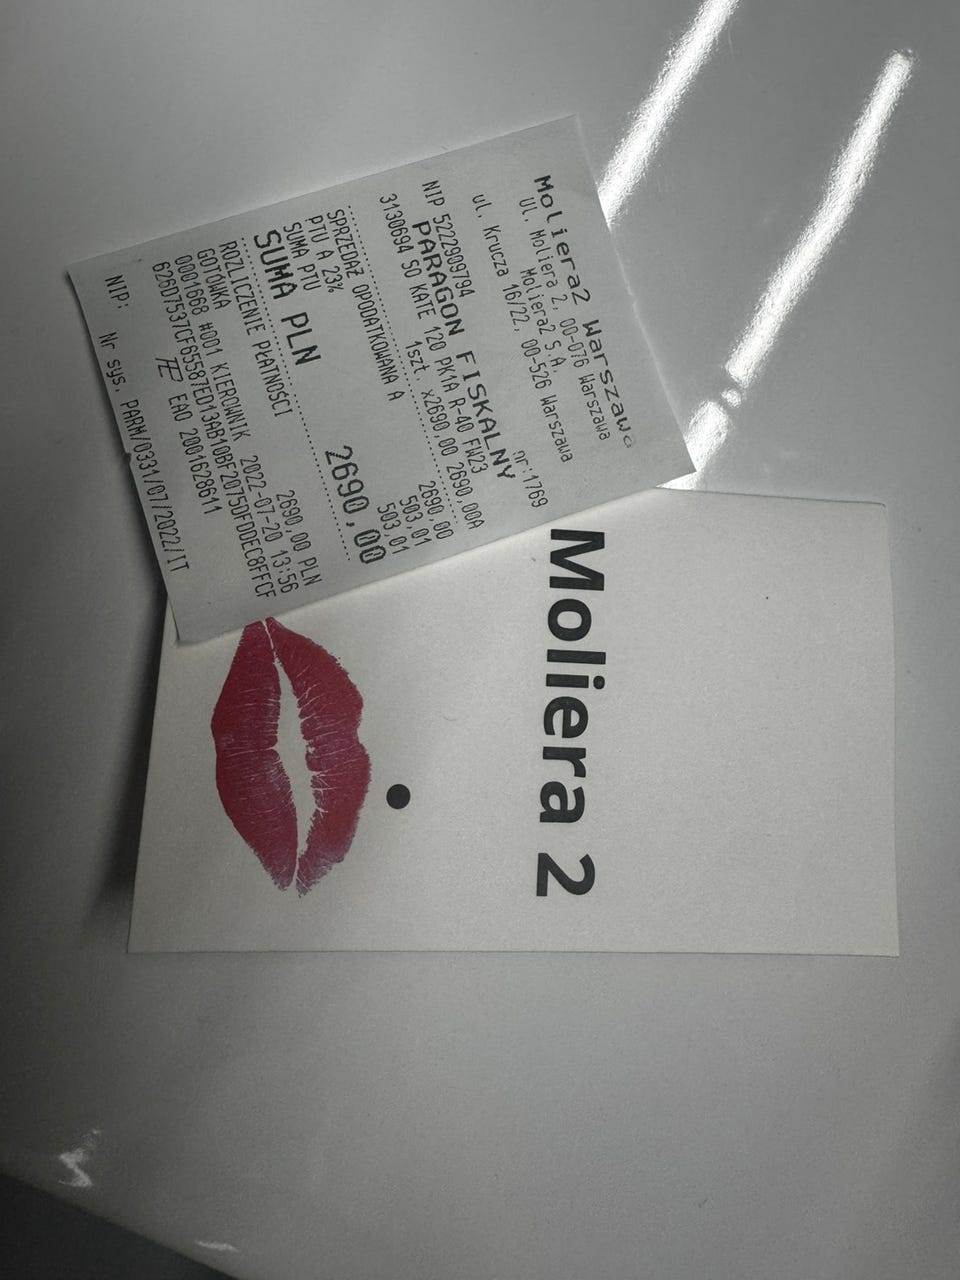 Moliera2 Warszawa
Ul. Moliera 2, 00-076 Warszawa
Moliera2 S.A.
ul. Krucza 16/22, 00-526 Warszawa
NIP 5222909794 nr:1769
PARAGON FISKALNY
3130694 SO KATE 120 PK1A R-40 FW23
1szt. x2690,00 2690,00A
SPRZEDAŻ OPODATKOWANA A 2690,00
PTU A 23% 503,01
SUMA PTU 503,01
SUMA PLN 2690,00
ROZLICZENIE PŁATNOŚCI
GOTÓWKA 2690,00 PLN
0001668 #001 KIEROWNIK 2022-07-20 13:56
626D7537CF65587ED13AB10BF2075DFDDEC8FFCF
EAO 2001628611
NIP:
Nr sys. PARM/0331/07/2022/IT
Moliera 2